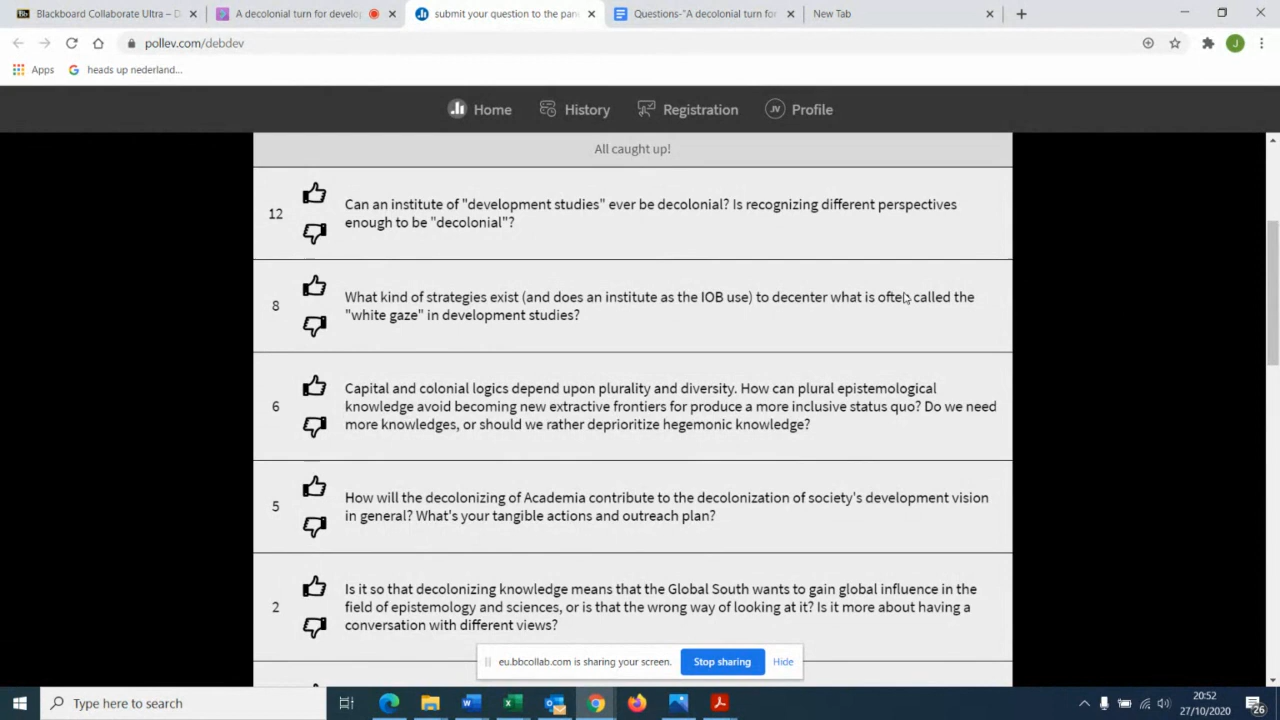 Blackboard Collaborate Ultra – D
A decolonial turn for develo
submit your question to the pan
Questions-"A decolonial turn for
New Tab
pollev.com/debdev
J
Apps
heads up nederland...
Home
History
Registration
JV
Profile
All caught up!
12
Can an institute of "development studies" ever be decolonial? Is recognizing different perspectives
enough to be "decolonial"?
8
What kind of strategies exist (and does an institute as the IOB use) to decenter what is often called the
"white gaze" in development studies?
6
Capital and colonial logics depend upon plurality and diversity. How can plural epistemological
knowledge avoid becoming new extractive frontiers for produce a more inclusive status quo? Do we need
more knowledges, or should we rather deprioritize hegemonic knowledge?
5
How will the decolonizing of Academia contribute to the decolonization of society's development vision
in general? What's your tangible actions and outreach plan?
2
Is it so that decolonizing knowledge means that the Global South wants to gain global influence in the
field of epistemology and sciences, or is that the wrong way of looking at it? Is it more about having a
conversation with different views?
eu.bbcollab.com is sharing your screen.
Stop sharing
Hide
Type here to search
20:52
27/10/2020
26